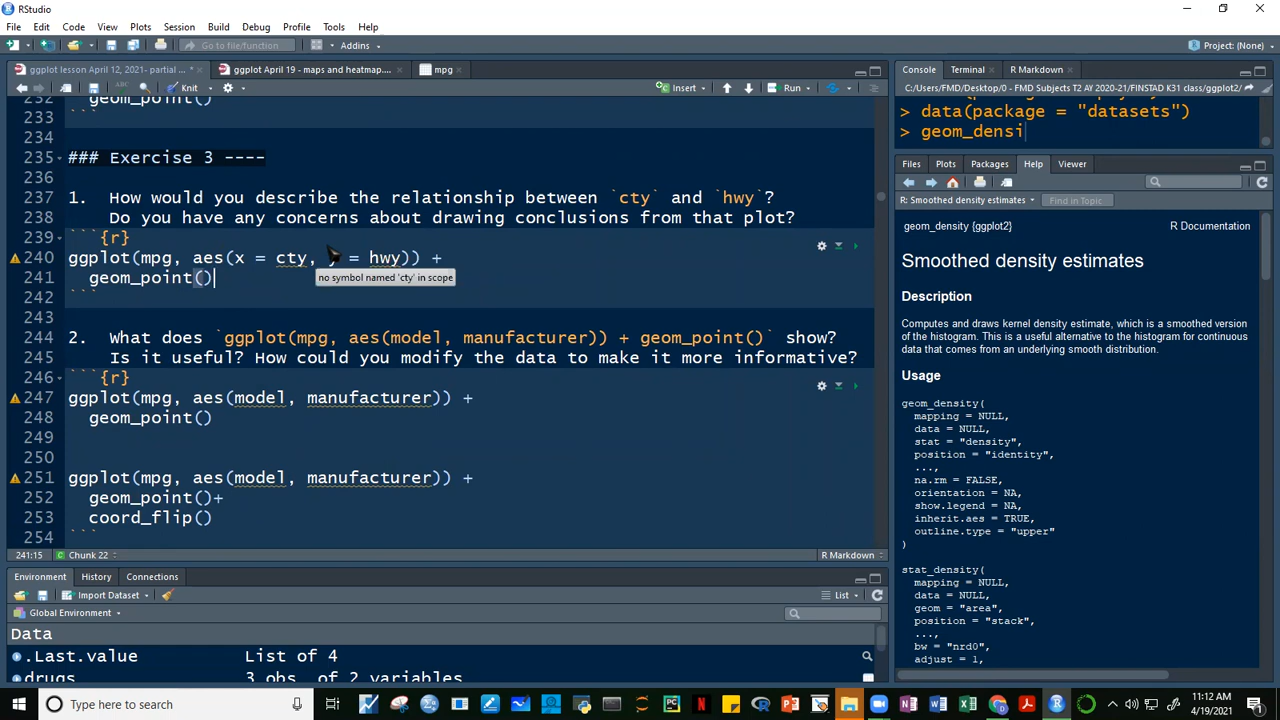 RStudio
File Edit Code View Plots Session Build Debug Profile Tools Help
Go to file/function Addins Project: (None)
ggplot lesson April 12, 2021- partial ... * ggplot April 19 - maps and heatmap.... mpg
Knit Insert Run
232 geom_point()
233 ```
234
235 ### Exercise 3 ----
236
237 1. How would you describe the relationship between `cty` and `hwy`?
238 Do you have any concerns about drawing conclusions from that plot?
239 ```{r}
240 ggplot(mpg, aes(x = cty, y = hwy)) +
241 geom_point()
no symbol named 'cty' in scope
242 ```
243
244 2. What does `ggplot(mpg, aes(model, manufacturer)) + geom_point()` show?
245 Is it useful? How could you modify the data to make it more informative?
246 ```{r}
247 ggplot(mpg, aes(model, manufacturer)) +
248 geom_point()
249
250
251 ggplot(mpg, aes(model, manufacturer)) +
252 geom_point()+
253 coord_flip()
254 ```
241:15 Chunk 22 R Markdown
Environment History Connections
Import Dataset List
Global Environment
Data
.Last.value List of 4
drugs 3 obs. of 2 variables
Console Terminal R Markdown
C:/Users/FMD/Desktop/0 - FMD Subjects T2 AY 2020-21/FINSTAD K31 class/ggplot2/
> data(package = "datasets")
> geom_densi
Files Plots Packages Help Viewer
R: Smoothed density estimates Find in Topic
geom_density {ggplot2} R Documentation
Smoothed density estimates
Description
Computes and draws kernel density estimate, which is a smoothed version
of the histogram. This is a useful alternative to the histogram for continuous
data that comes from an underlying smooth distribution.
Usage
geom_density(
mapping = NULL,
data = NULL,
stat = "density",
position = "identity",
...,
na.rm = FALSE,
orientation = NA,
show.legend = NA,
inherit.aes = TRUE,
outline.type = "upper"
)
stat_density(
mapping = NULL,
data = NULL,
geom = "area",
position = "stack",
...,
bw = "nrd0",
adjust = 1,
Type here to search
11:12 AM
4/19/2021